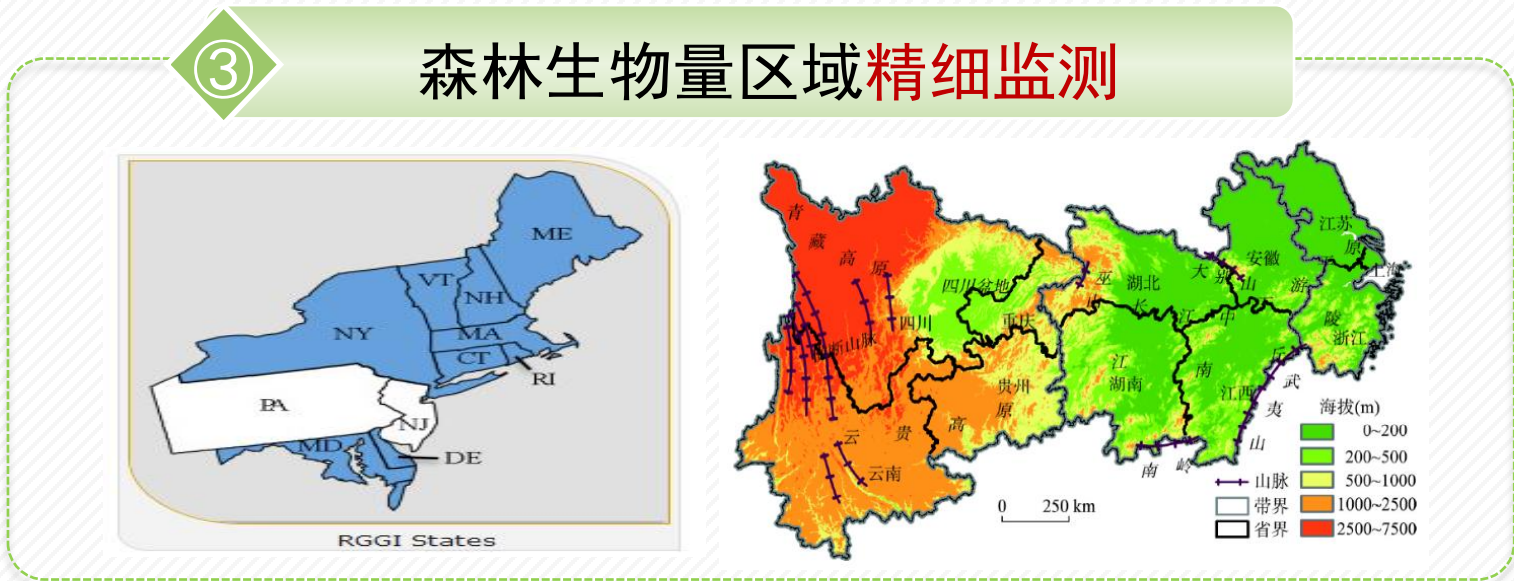 ③
森林生物量区域精细监测
ME
VT
NH
NY
MA
CT
RI
PA
NJ
MD
DE
RGGI States
青藏高原
四川盆地
四川
重庆
巫山
湖北
大别山
安徽
江苏
上海
长江中游
原
断山脉
江南丘陵
浙江
湖南
江西
武夷山
贵州
云贵高原
云南
南岭
海拔(m)
0~200
200~500
500~1000
1000~2500
2500~7500
山脉
带界
省界
0 250 km